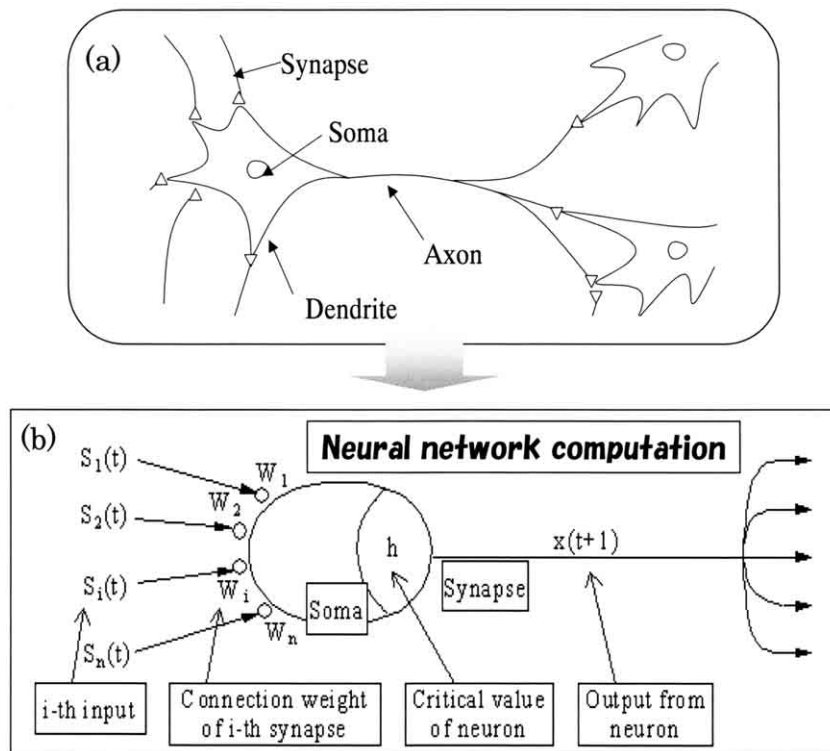 (a)
Synapse
Soma
Axon
Dendrite
(b)
Neural network computation
S₁(t)
W₁
S₂(t)
W₂
h
x(t+1)
Sᵢ(t)
Wᵢ
Soma
Synapse
Sₙ(t)
Wₙ
i-th input
Connection weight
of i-th synapse
Critical value
of neuron
Output from
neuron